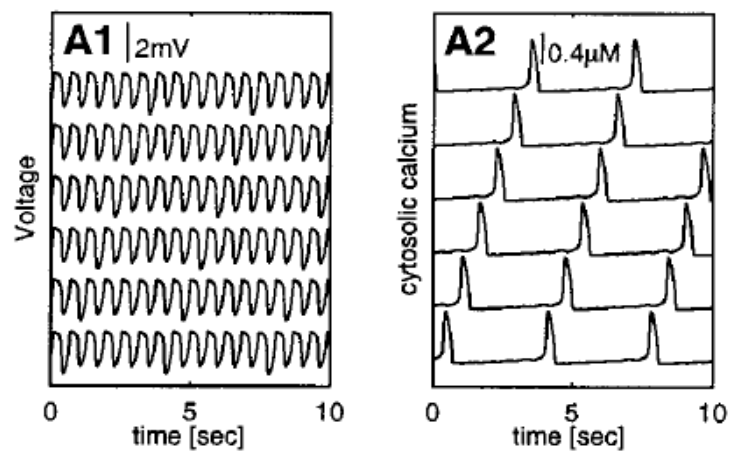 A1 2mV
Voltage
0 5 10
time [sec]
A2 0.4μM
cytosolic calcium
0 5 10
time [sec]